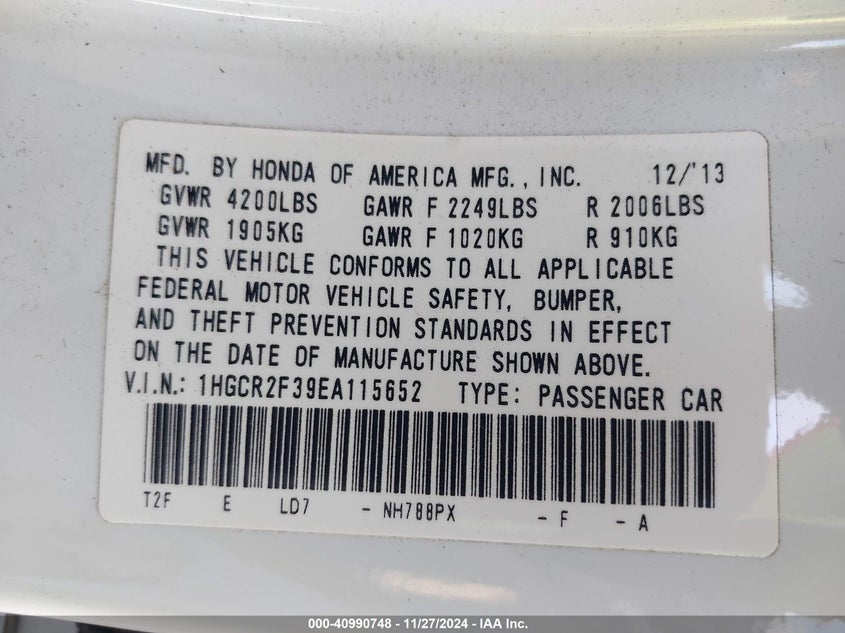 MFD. BY HONDA OF AMERICA MFG., INC. 12/'13
GVWR 4200LBS GAWR F 2249LBS R 2006LBS
GVWR 1905KG GAWR F 1020KG R 910KG
THIS VEHICLE CONFORMS TO ALL APPLICABLE
FEDERAL MOTOR VEHICLE SAFETY, BUMPER,
AND THEFT PREVENTION STANDARDS IN EFFECT
ON THE DATE OF MANUFACTURE SHOWN ABOVE.
V.I.N.: 1HGCR2F39EA115652 TYPE: PASSENGER CAR
T2F E LD7 - NH788PX - F - A
000-40990748 - 11/27/2024 - IAA Inc.